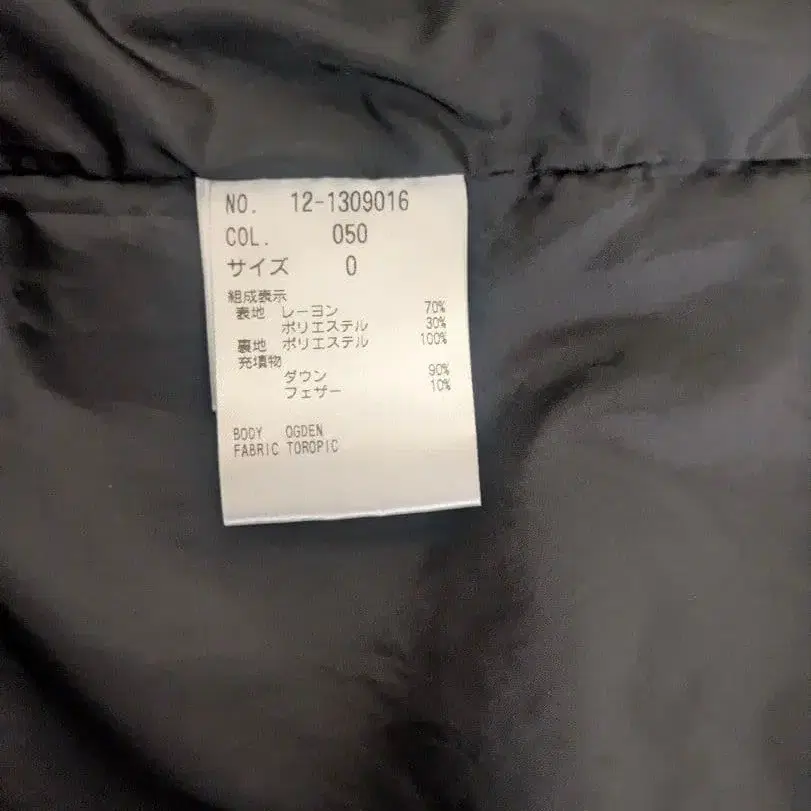 NO. 12-1309016
COL. 050
サイズ 0
組成表示
表地 レーヨン 70%
ポリエステル 30%
裏地 ポリエステル 100%
充填物
ダウン 90%
フェザー 10%
BODY OGDEN
FABRIC TOROPIC